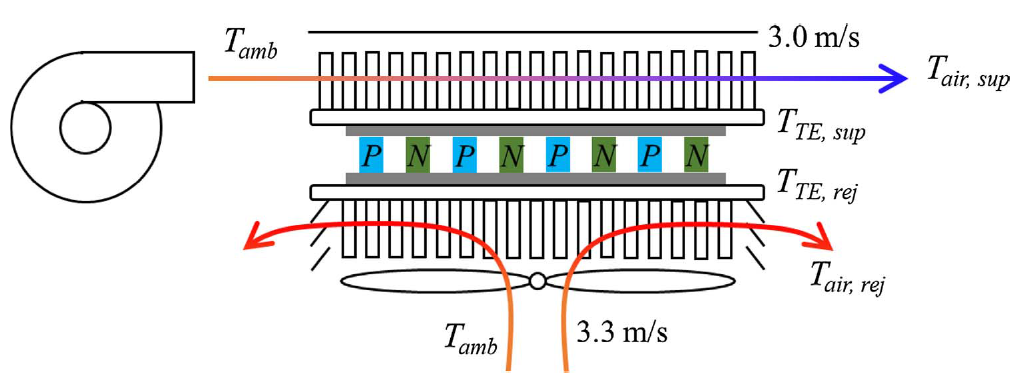 T_amb
3.0 m/s
T_air, sup
T_TE, sup
P N P N P N P N
T_TE, rej
T_air, rej
T_amb
3.3 m/s